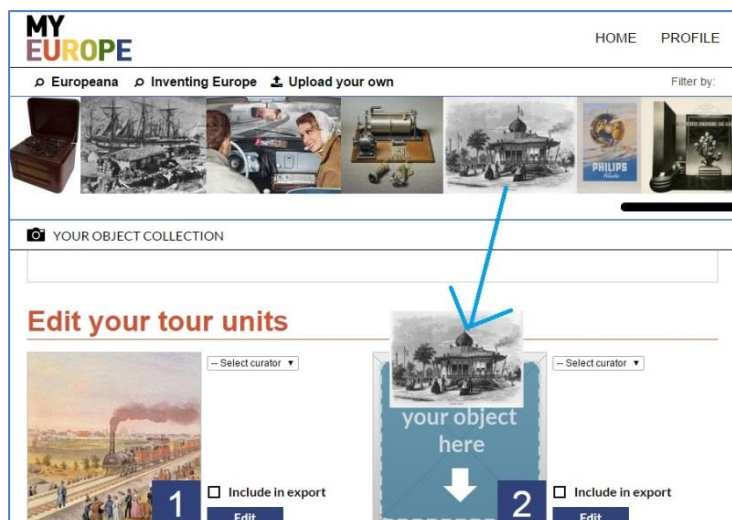 MY
EUROPE
HOME PROFILE
Europeana Inventing Europe Upload your own Filter by:
PHILIPS
YOUR OBJECT COLLECTION
Edit your tour units
-- Select curator
-- Select curator
your object
here
1
Include in export
Edit
2
Include in export
Edit